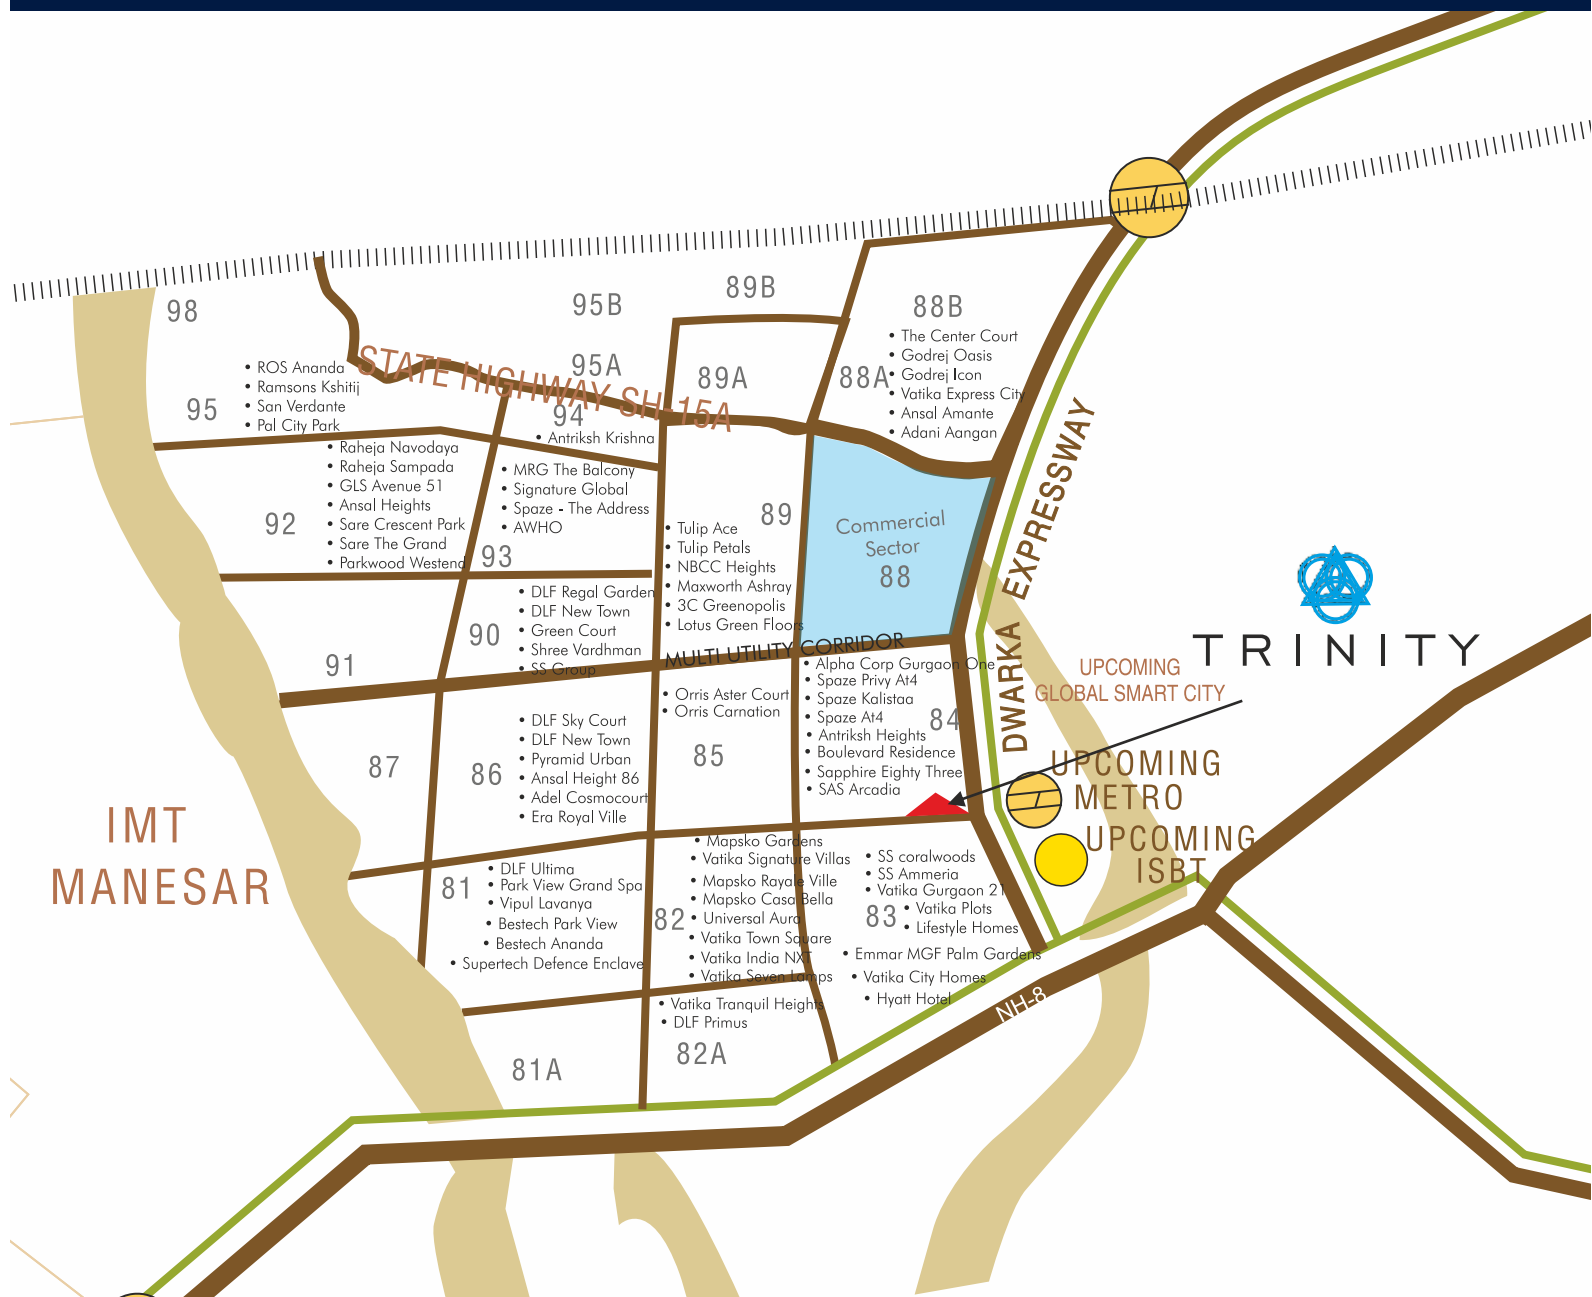 98
95B
89B
88B
• The Center Court
• Godrej Oasis
• Godrej Icon
• Vatika Express City
• Ansal Amante
• Adani Aangan
95A
89A
88A
STATE HIGHWAY SH-15A
95
• ROS Ananda
• Ramsons Kshitij
• San Verdante
• Pal City Park
94
• Antriksh Krishna
92
• Raheja Navodaya
• Raheja Sampada
• GLS Avenue 51
• Ansal Heights
• Sare Crescent Park
• Sare The Grand
• Parkwood Westend
• MRG The Balcony
• Signature Global
• Spaze - The Address
• AWHO
93
89
• Tulip Ace
• Tulip Petals
• NBCC Heights
• Maxworth Ashray
• 3C Greenopolis
• Lotus Green Floors
Commercial
Sector
88
DWARKA EXPRESSWAY
90
• DLF Regal Garden
• DLF New Town
• Green Court
• Shree Vardhman
• SS Group
91
MULTI UTILITY CORRIDOR
TRINITY
UPCOMING
GLOBAL SMART CITY
• Orris Aster Court
• Orris Carnation
85
• Alpha Corp Gurgaon One
• Spaze Privy At4
• Spaze Kalistaa
• Spaze At4
• Antriksh Heights
• Boulevard Residence
• Sapphire Eighty Three
• SAS Arcadia
84
87
86
• DLF Sky Court
• DLF New Town
• Pyramid Urban
• Ansal Height 86
• Adel Cosmocourt
• Era Royal Ville
UPCOMING
METRO
UPCOMING
ISBT
IMT
MANESAR
81
• DLF Ultima
• Park View Grand Spa
• Vipul Lavanya
• Bestech Park View
• Bestech Ananda
• Supertech Defence Enclave
82
• Mapsko Gardens
• Vatika Signature Villas
• Mapsko Rayale Ville
• Mapsko Casa Bella
• Universal Aura
• Vatika Town Square
• Vatika India NXT
• Vatika Seven Lamps
83
• SS coralwoods
• SS Ammeria
• Vatika Gurgaon 21
• Vatika Plots
• Lifestyle Homes
• Emmar MGF Palm Gardens
• Vatika City Homes
• Hyatt Hotel
NH-8
• Vatika Tranquil Heights
• DLF Primus
82A
81A